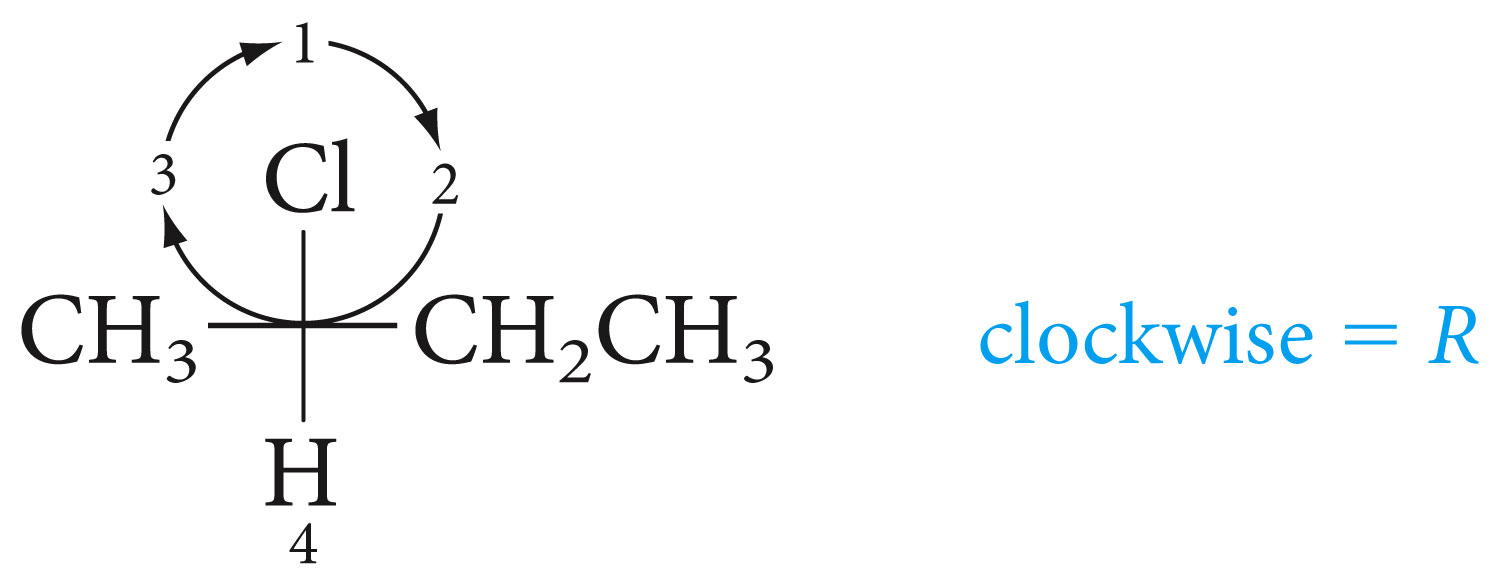 1
3 Cl 2
CH₃ CH₂CH₃ clockwise = R
H
4